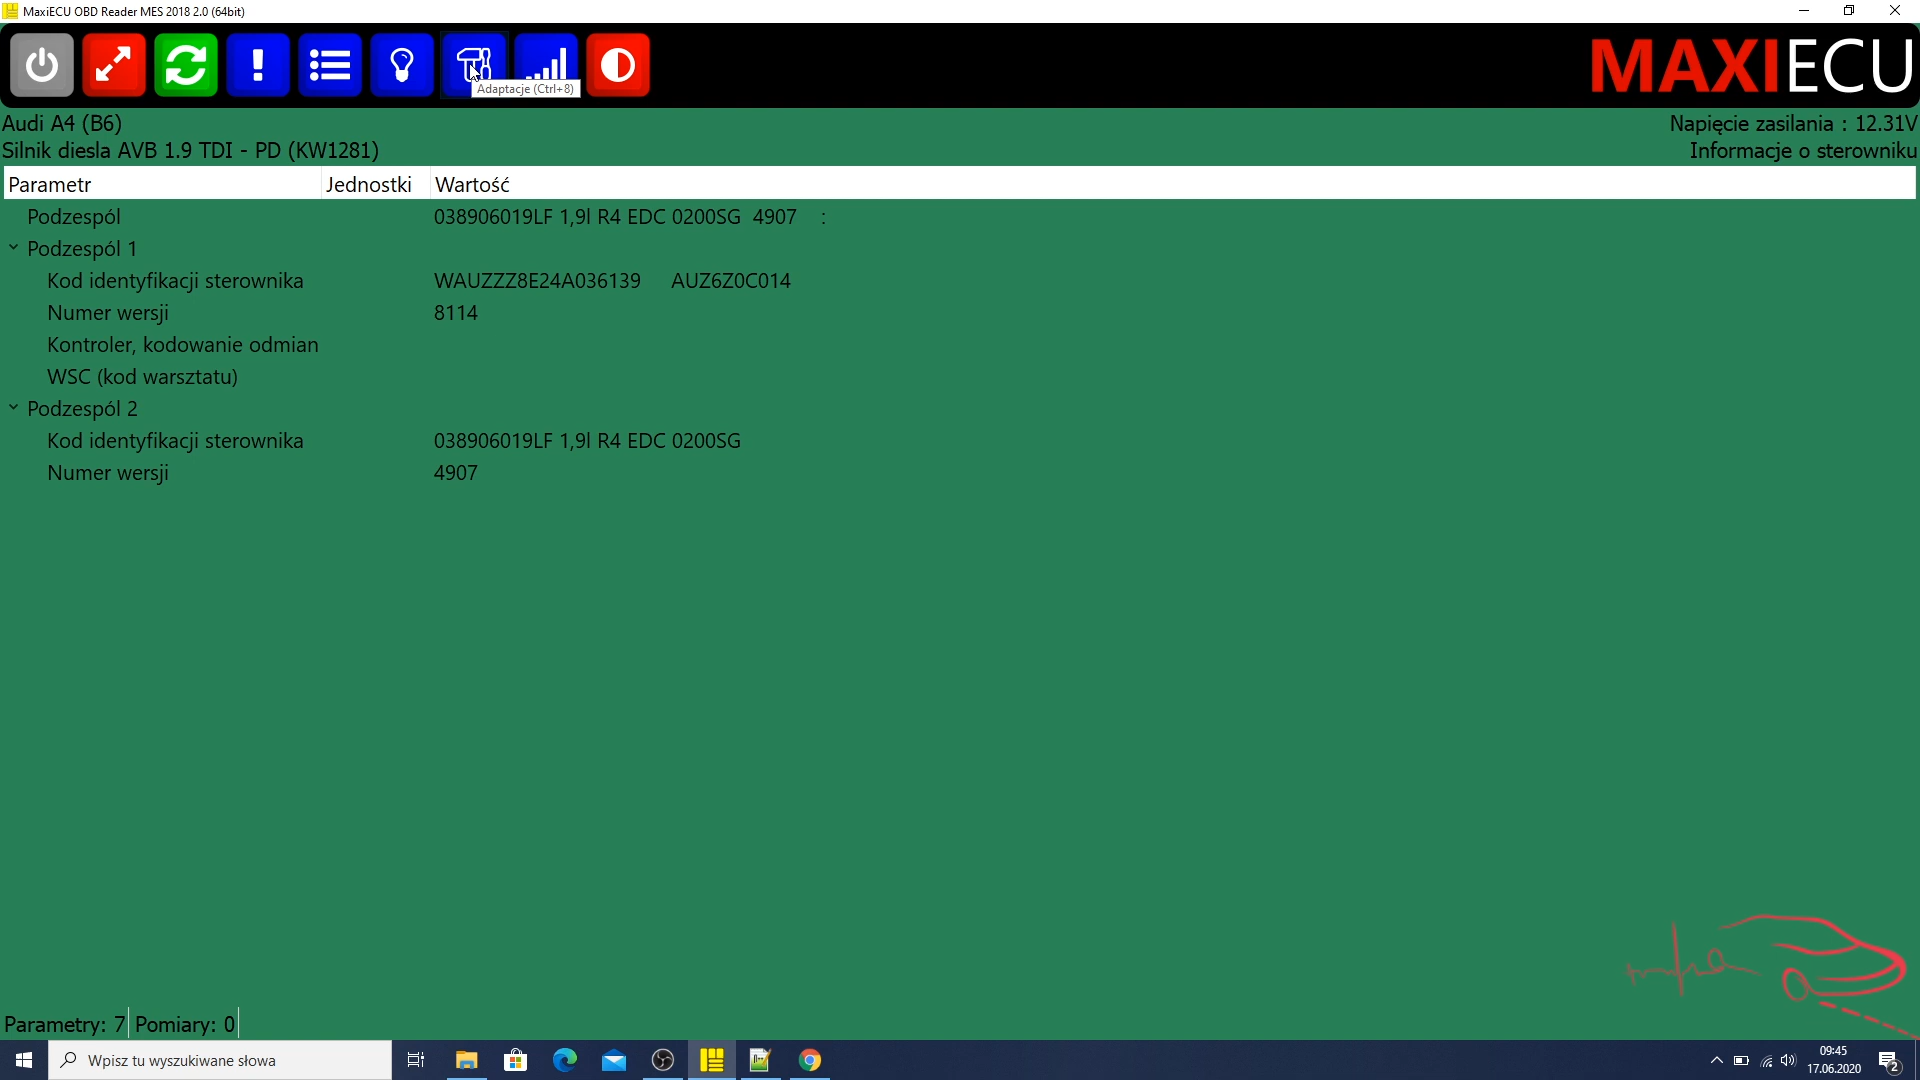 MaxiECU OBD Reader MES 2018 2.0 (64bit)
Adaptacje (Ctrl+8)
MAXIECU
Audi A4 (B6)
Napięcie zasilania : 12.31V
Silnik diesla AVB 1.9 TDI - PD (KW1281)
Informacje o sterowniku
Parametr Jednostki Wartość
Podzespól 038906019LF 1,9l R4 EDC 0200SG 4907 :
Podzespól 1
Kod identyfikacji sterownika WAUZZZ8E24A036139 AUZ6Z0C014
Numer wersji 8114
Kontroler, kodowanie odmian
WSC (kod warsztatu)
Podzespól 2
Kod identyfikacji sterownika 038906019LF 1,9l R4 EDC 0200SG
Numer wersji 4907
Parametry: 7 Pomiary: 0
Wpisz tu wyszukiwane słowa
09:45
17.06.2020
2